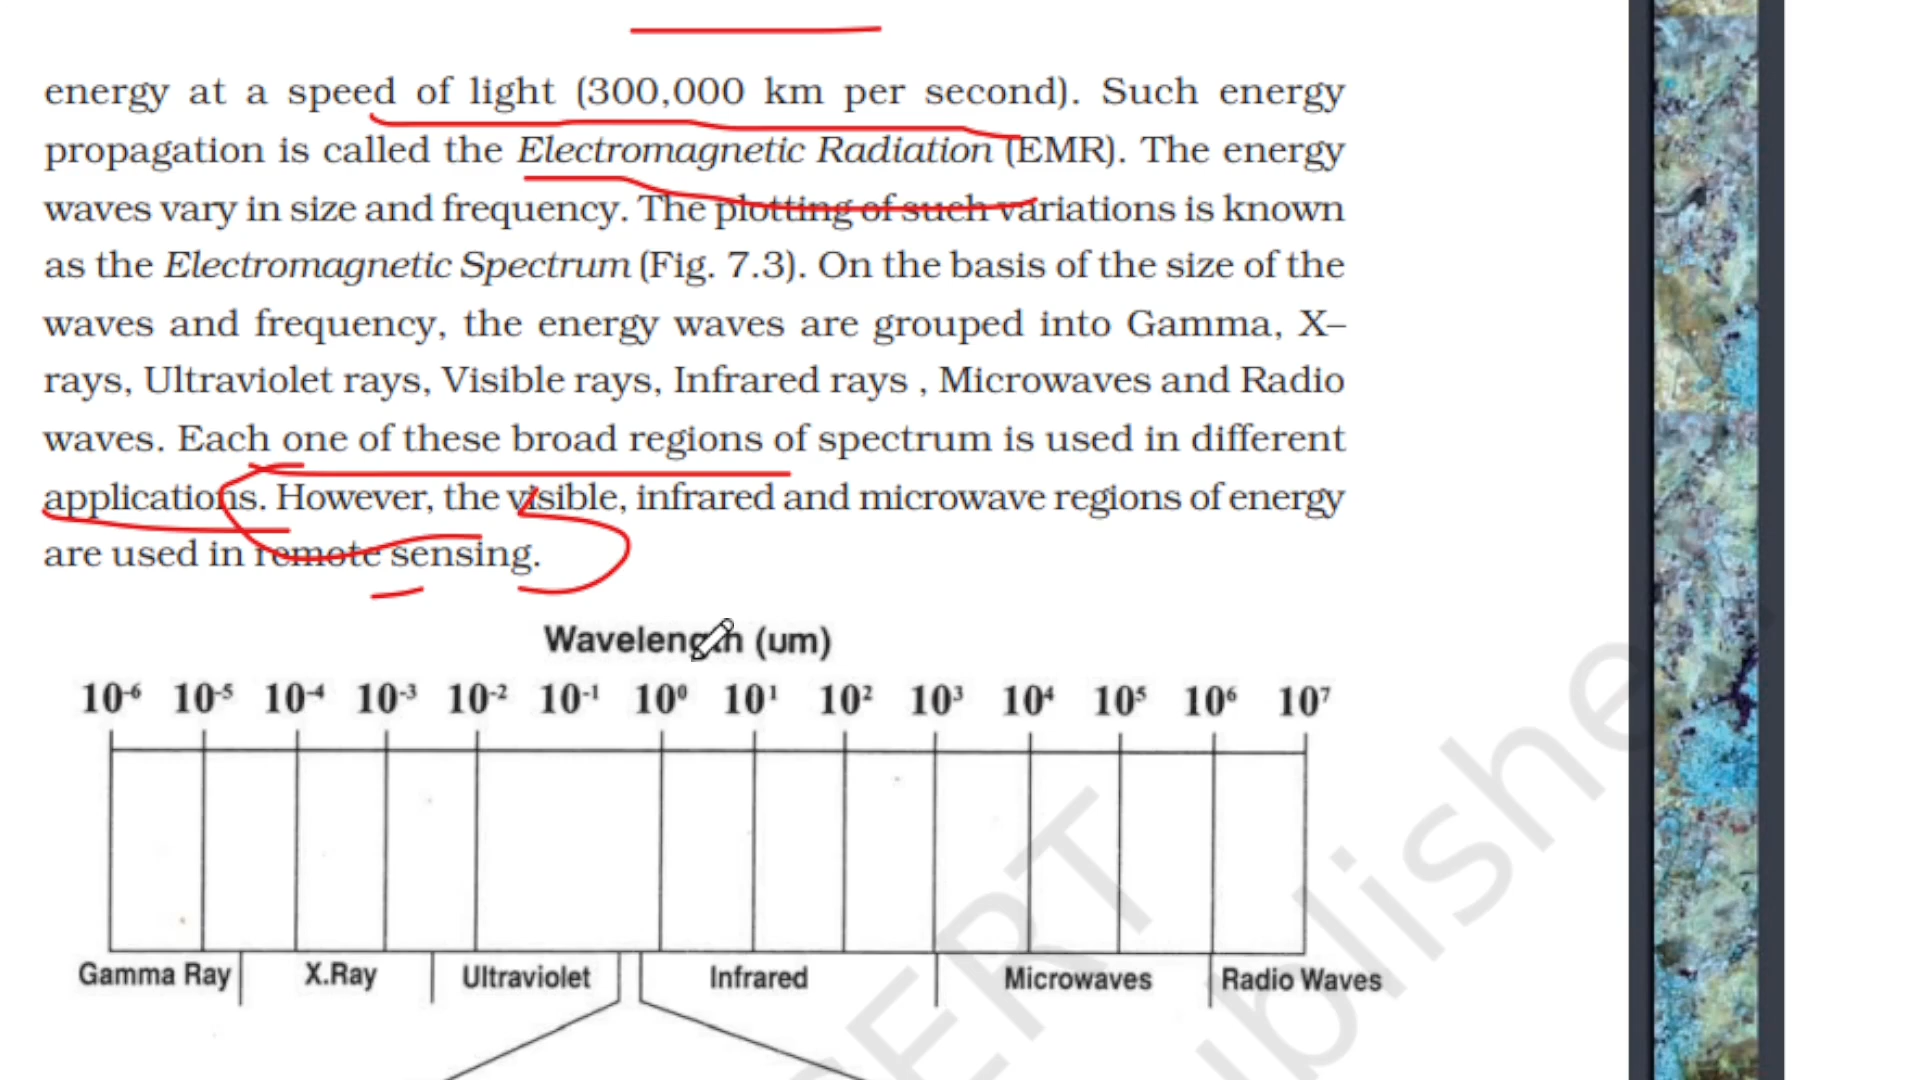 energy at a speed of light (300,000 km per second). Such energy
propagation is called the Electromagnetic Radiation (EMR). The energy
waves vary in size and frequency. The plotting of such variations is known
as the Electromagnetic Spectrum (Fig. 7.3). On the basis of the size of the
waves and frequency, the energy waves are grouped into Gamma, X–
rays, Ultraviolet rays, Visible rays, Infrared rays , Microwaves and Radio
waves. Each one of these broad regions of spectrum is used in different
applications. However, the visible, infrared and microwave regions of energy
are used in remote sensing.
Wavelength (um)
10⁻⁶ 10⁻⁵ 10⁻⁴ 10⁻³ 10⁻² 10⁻¹ 10⁰ 10¹ 10² 10³ 10⁴ 10⁵ 10⁶ 10⁷
Gamma Ray X.Ray Ultraviolet Infrared Microwaves Radio Waves